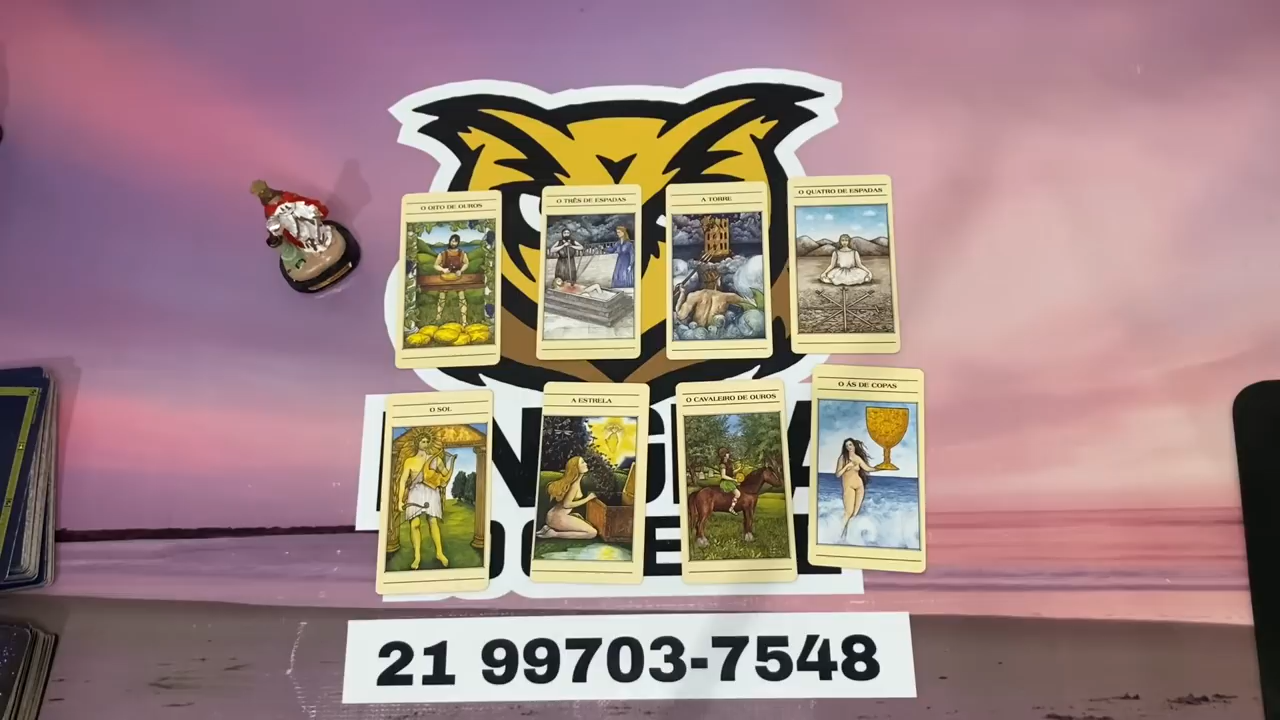 O OITO DE OUROS
O TRÊS DE ESPADAS
A TORRE
O QUATRO DE ESPADAS
O SOL
A ESTRELA
O CAVALEIRO DE OUROS
O ÁS DE COPAS
21 99703-7548